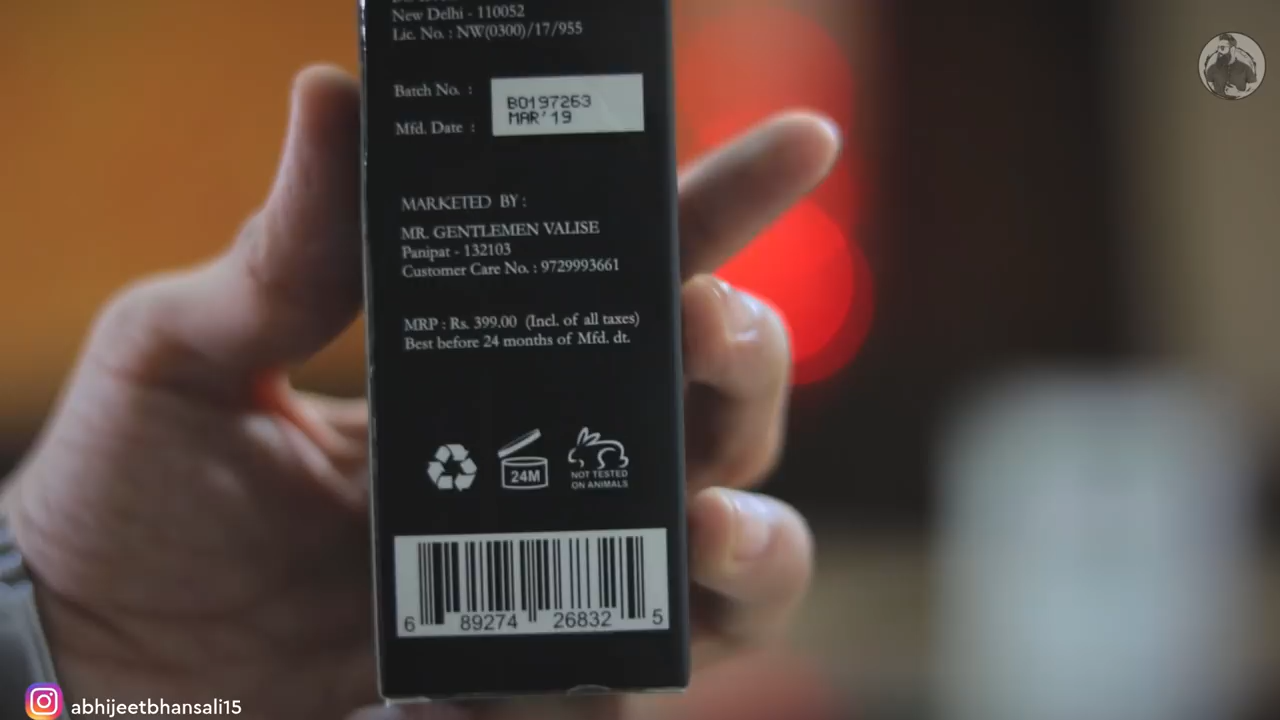 New Delhi - 110052
Lic. No. : NW(0300)/17/955
Batch No. :
B0197263
Mfd. Date :
MAR'19
MARKETED BY :
MR. GENTLEMEN VALISE
Panipat - 132103
Customer Care No. : 9729993661
MRP : Rs. 399.00 (Incl. of all taxes)
Best before 24 months of Mfd. dt.
24M
NOT TESTED
ON ANIMALS
6 89274 26832 5
abhijeetbhansali15